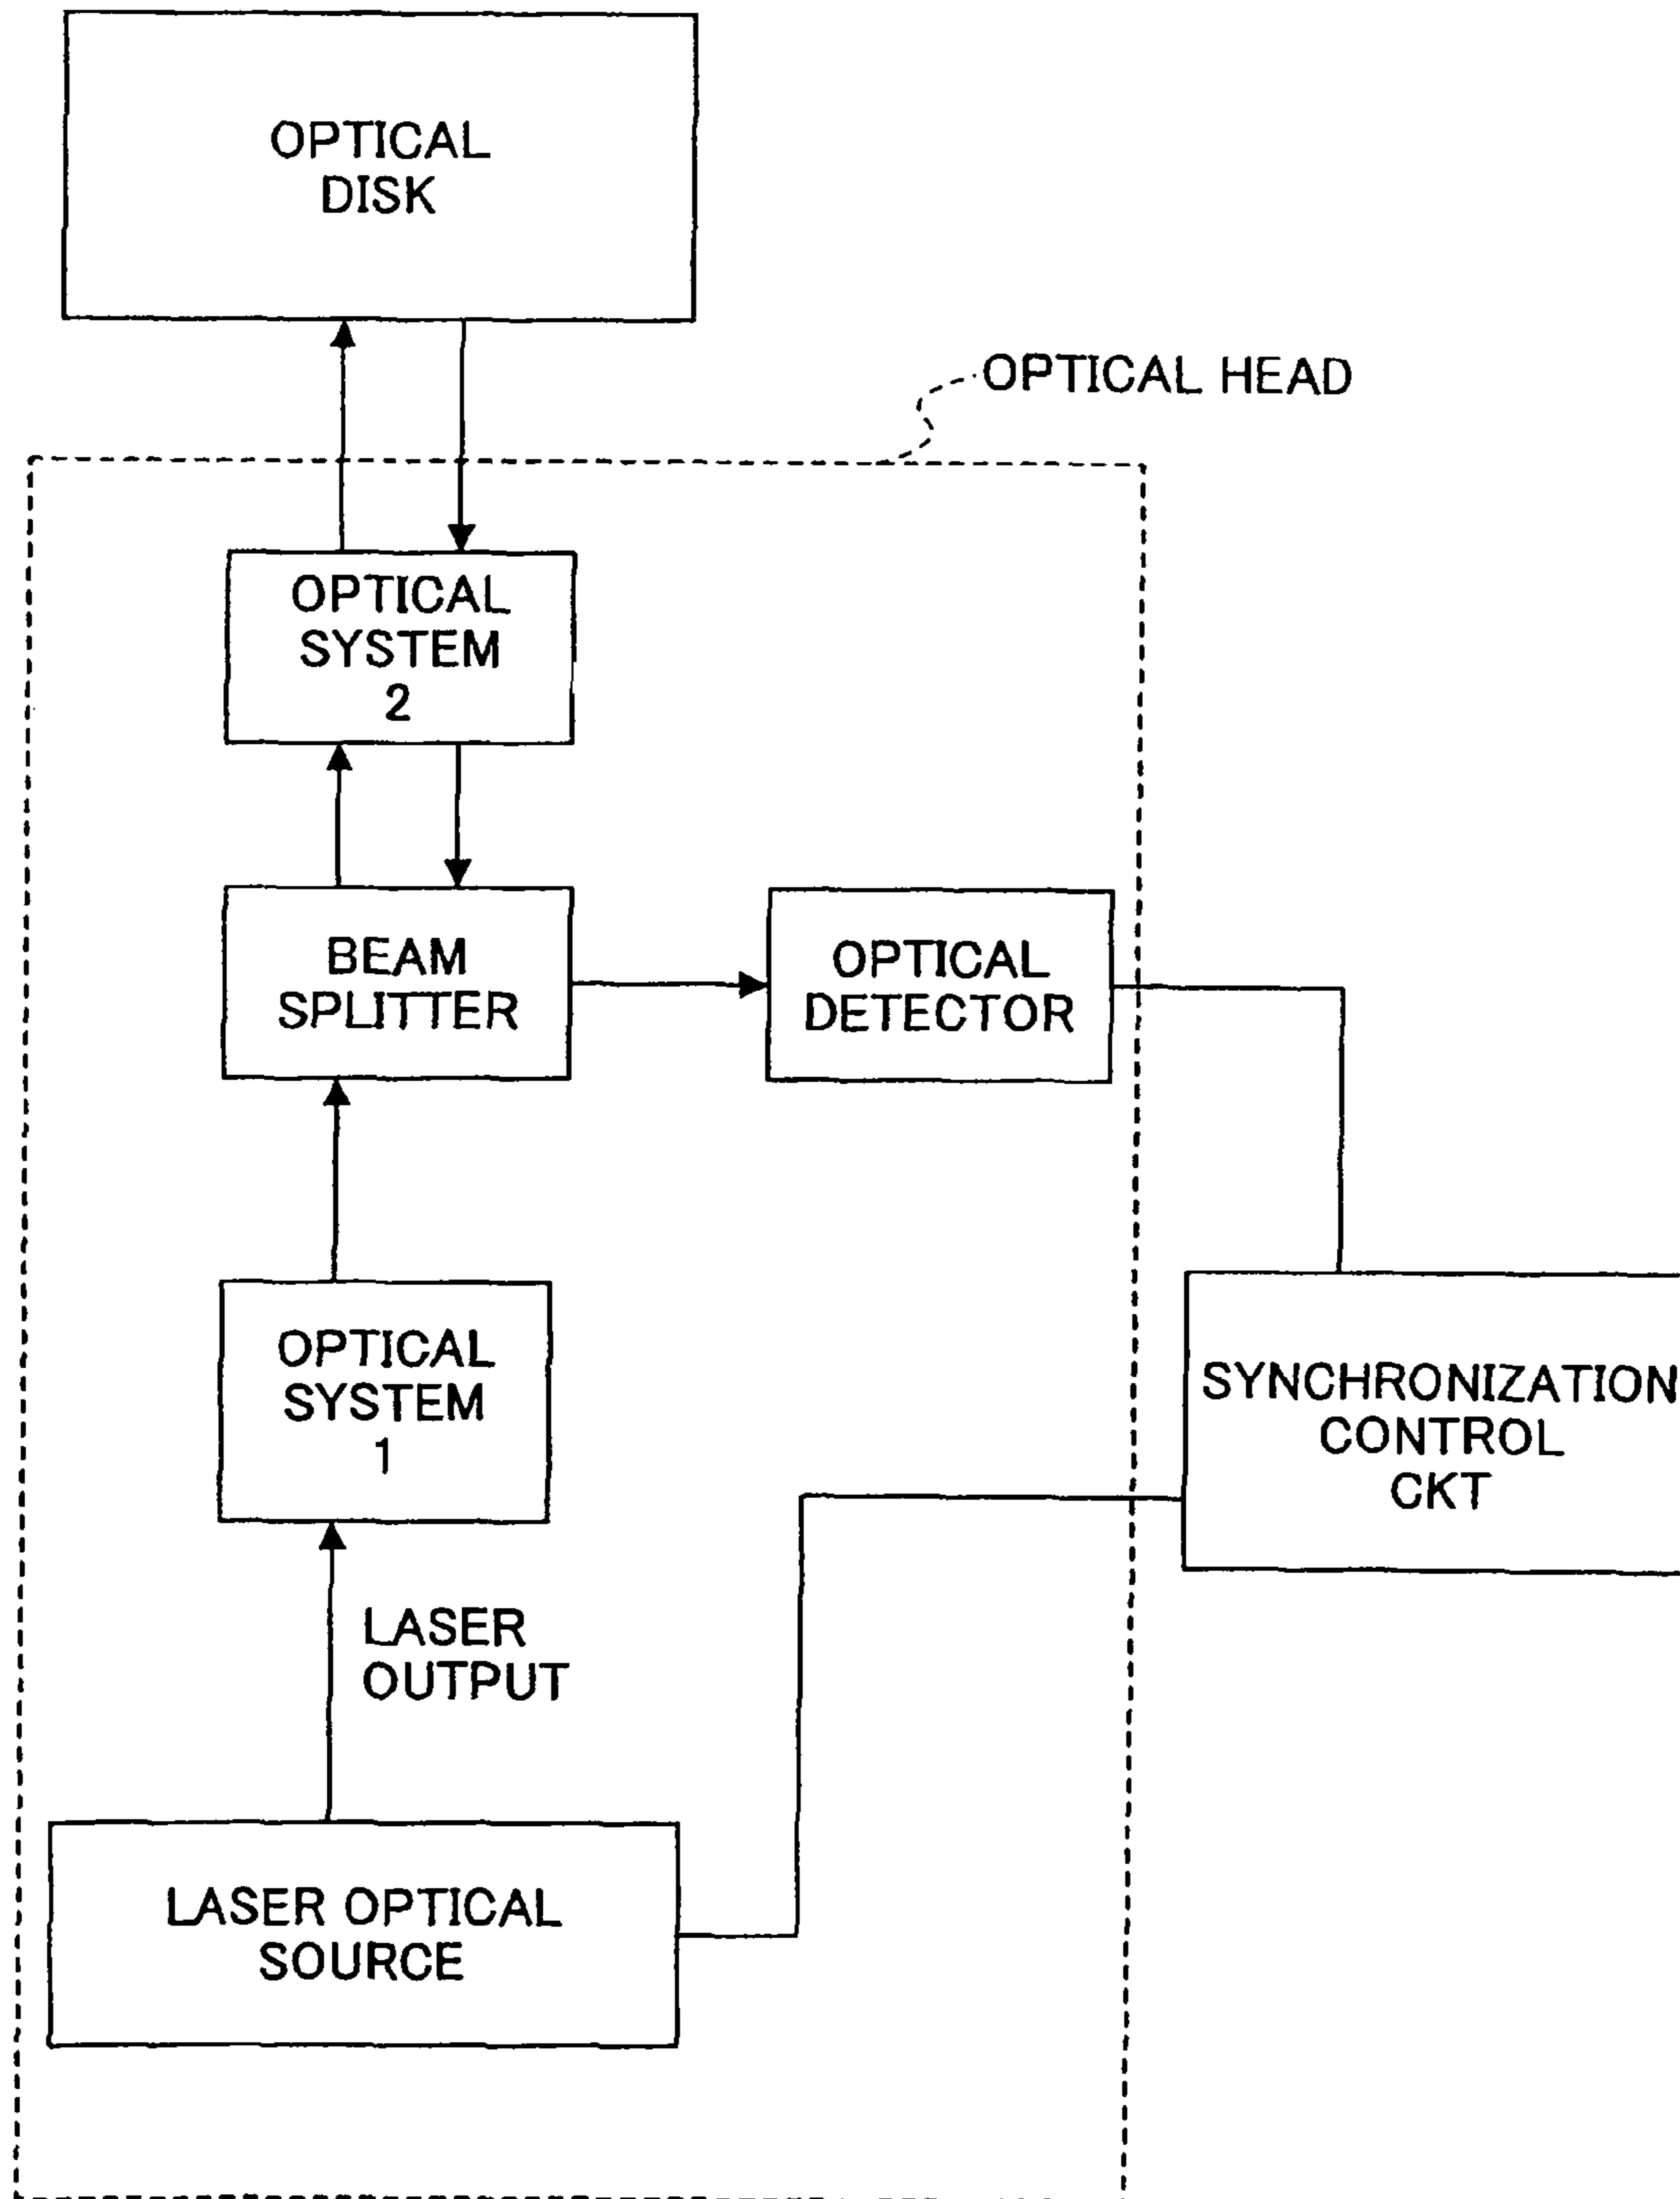 OPTICAL
DISK
OPTICAL HEAD
OPTICAL
SYSTEM
2
BEAM
SPLITTER
OPTICAL
DETECTOR
OPTICAL
SYSTEM
1
SYNCHRONIZATION
CONTROL
CKT
LASER
OUTPUT
LASER OPTICAL
SOURCE